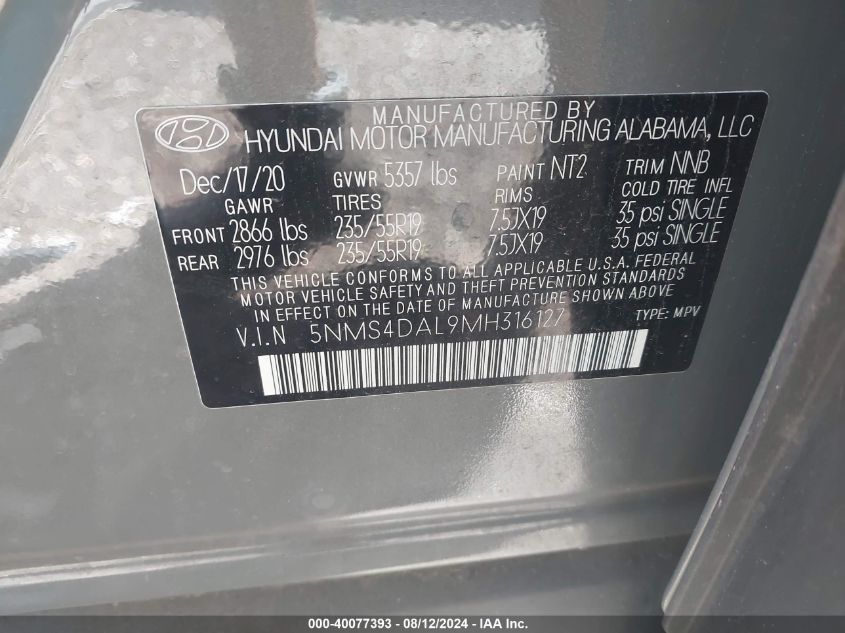 MANUFACTURED BY
HYUNDAI MOTOR MANUFACTURING ALABAMA, LLC
Dec/17/20 GVWR 5357 lbs PAINT NT2 TRIM NNB
GAWR TIRES RIMS COLD TIRE INFL
FRONT 2866 lbs 235/55R19 7.5JX19 35 psi SINGLE
REAR 2976 lbs 235/55R19 7.5JX19 35 psi SINGLE
THIS VEHICLE CONFORMS TO ALL APPLICABLE U.S.A. FEDERAL
MOTOR VEHICLE SAFETY AND THEFT PREVENTION STANDARDS
IN EFFECT ON THE DATE OF MANUFACTURE SHOWN ABOVE.
V.I.N 5NMS4DAL9MH316127 TYPE: MPV
000-40077393 - 08/12/2024 - IAA Inc.